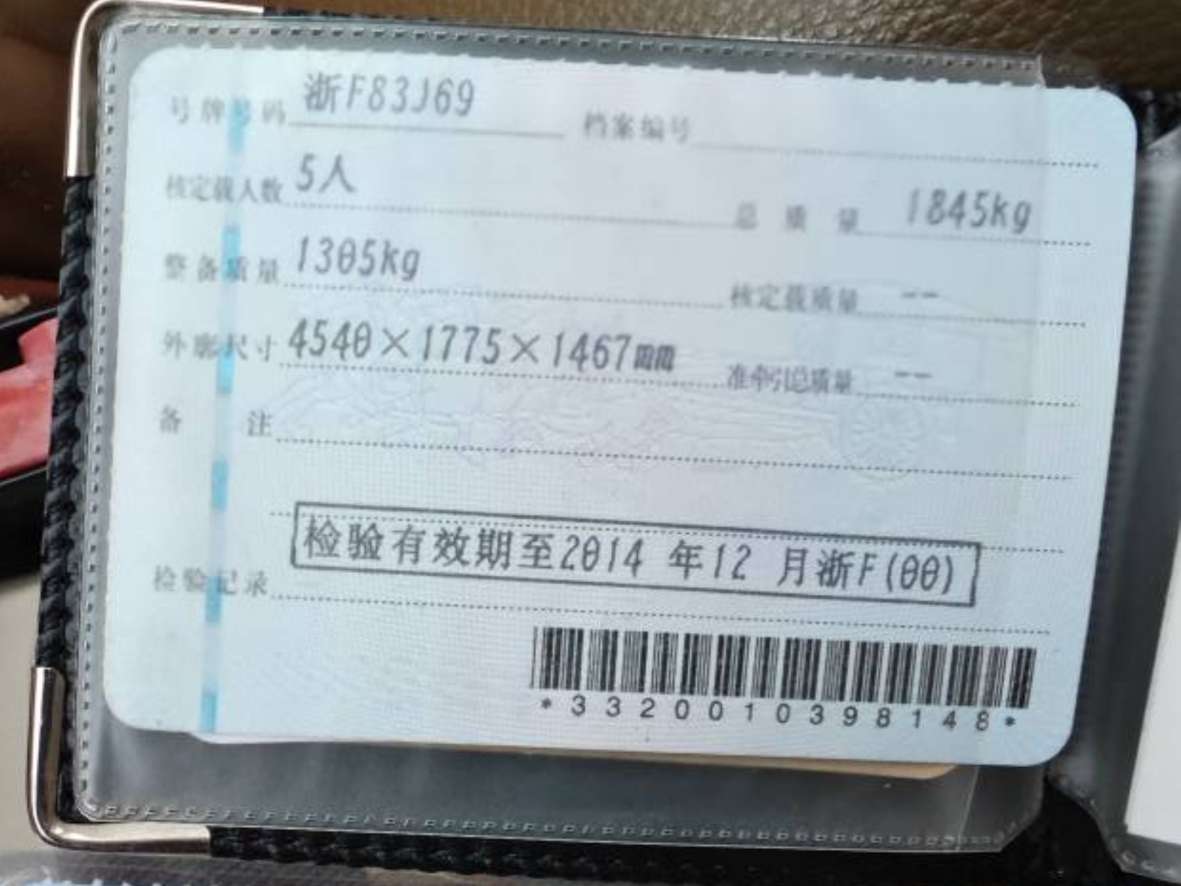 号牌号码 浙F83J69 档案编号
核定载人数 5人 总质量 1845kg
整备质量 1305kg 核定载质量 --
外廓尺寸 4540×1775×1467mm 准牵引总质量 --
备注
检验有效期至2014 年12 月浙F(00)
检验记录
*3320010398148*